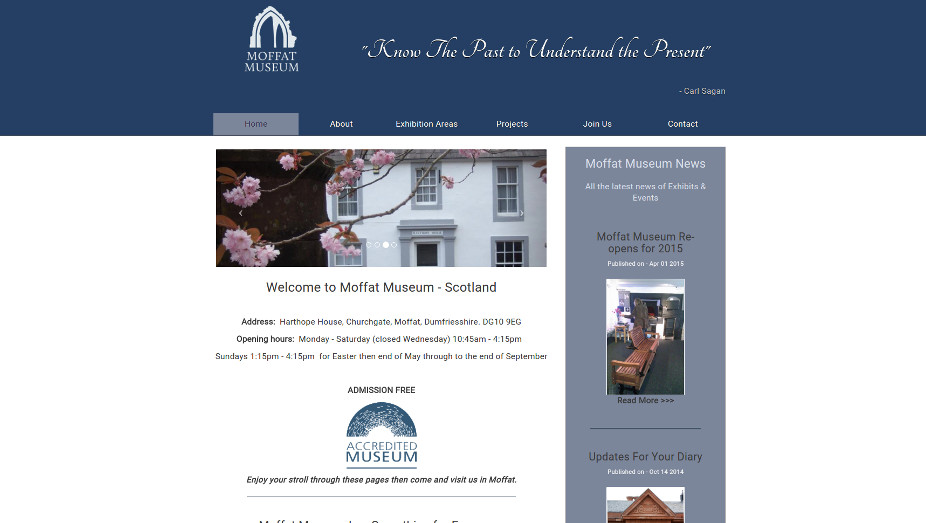 MOFFAT
MUSEUM
"Know The Past to Understand the Present"
- Carl Sagan
Home
About
Exhibition Areas
Projects
Join Us
Contact
Welcome to Moffat Museum - Scotland
Address: Harthope House, Churchgate, Moffat, Dumfriesshire. DG10 9EG
Opening hours: Monday - Saturday (closed Wednesday) 10:45am - 4:15pm
Sundays 1:15pm - 4:15pm for Easter then end of May through to the end of September
ADMISSION FREE
ACCREDITED
MUSEUM
Enjoy your stroll through these pages then come and visit us in Moffat.
Moffat Museum News
All the latest news of Exhibits &
Events
Moffat Museum Re-
opens for 2015
Published on - Apr 01 2015
Read More >>>
Updates For Your Diary
Published on - Oct 14 2014